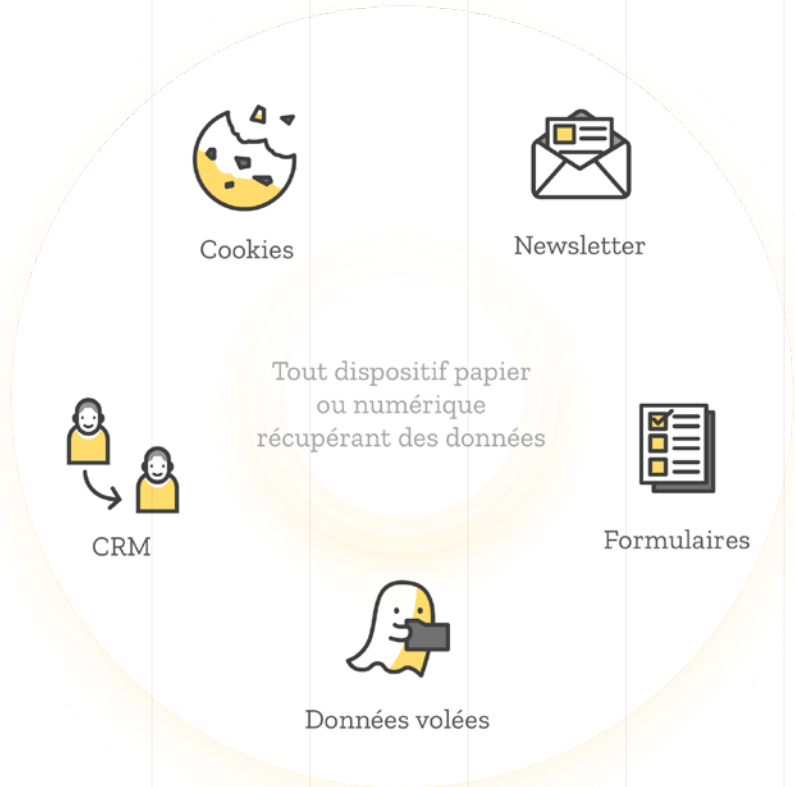 Cookies
Newsletter
Tout dispositif papier
ou numérique
récupérant des données
CRM
Formulaires
Données volées